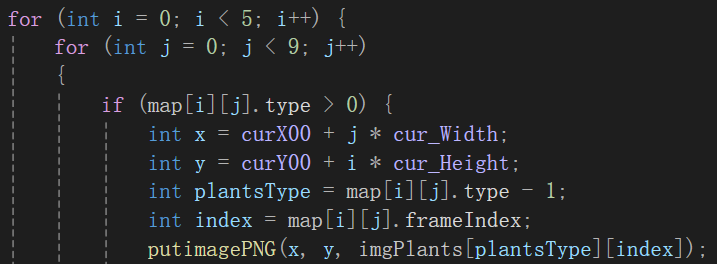 for (int i = 0; i < 5; i++) {
for (int j = 0; j < 9; j++)
{
if (map[i][j].type > 0) {
int x = curX00 + j * cur_Width;
int y = curY00 + i * cur_Height;
int plantsType = map[i][j].type - 1;
int index = map[i][j].frameIndex;
putimagePNG(x, y, imgPlants[plantsType][index]);